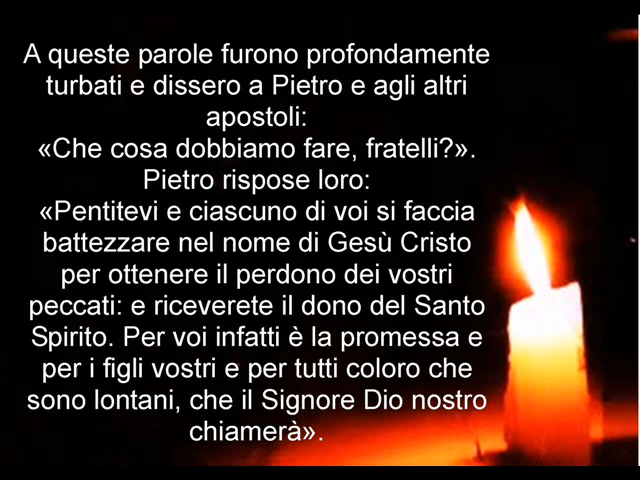 A queste parole furono profondamente
turbati e dissero a Pietro e agli altri
apostoli:
«Che cosa dobbiamo fare, fratelli?».
Pietro rispose loro:
«Pentitevi e ciascuno di voi si faccia
battezzare nel nome di Gesù Cristo
per ottenere il perdono dei vostri
peccati: e riceverete il dono del Santo
Spirito. Per voi infatti è la promessa e
per i figli vostri e per tutti coloro che
sono lontani, che il Signore Dio nostro
chiamerà».